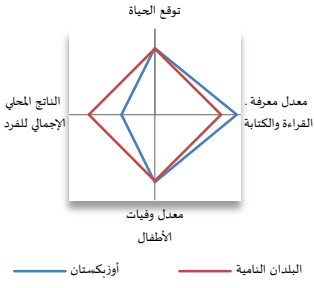 توقع الحياة
معدل معرفة .
القراءة والكتابة
الناتج المحلي
الإجمالي للفرد
معدل وفيات
الأطفال
البلدان النامية
أوزبكستان